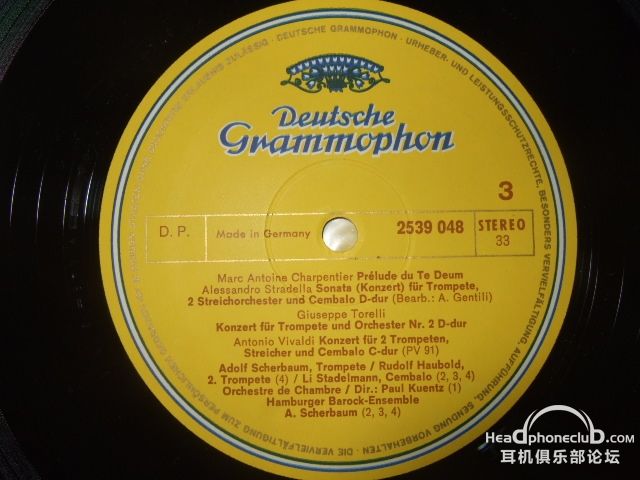 ERLAUBNIS ZULÄSSIG · DEUTSCHE GRAMMOPHON · URHEBER- UND LEISTUNGSSCHUTZRECHTE, BESONDERS VERVIELFÄLTIGUNG, AUFFÜHRUNG, SENDUNG VORBEHALTEN · DIE VERVIELFÄLTIGUNG ZUM PERSÖNLICHEN
Deutsche
Grammophon
3
D. P.
Made in Germany
2539 048
STEREO
33
Marc Antoine Charpentier Prélude du Te Deum
Alessandro Stradella Sonata (Konzert) für Trompete,
2 Streichorchester und Cembalo D-dur (Bearb.: A. Gentili)
Giuseppe Torelli
Konzert für Trompete und Orchester Nr. 2 D-dur
Antonio Vivaldi Konzert für 2 Trompeten,
Streicher und Cembalo C-dur (PV 91)
Adolf Scherbaum, Trompete / Rudolf Haubold,
2. Trompete (4) / Li Stadelmann, Cembalo (2, 3, 4)
Orchestre de Chambre / Dir.: Paul Kuentz (1)
Hamburger Barock-Ensemble
A. Scherbaum (2, 3, 4)
HeadphoneclubD.Com
耳机俱乐部论坛